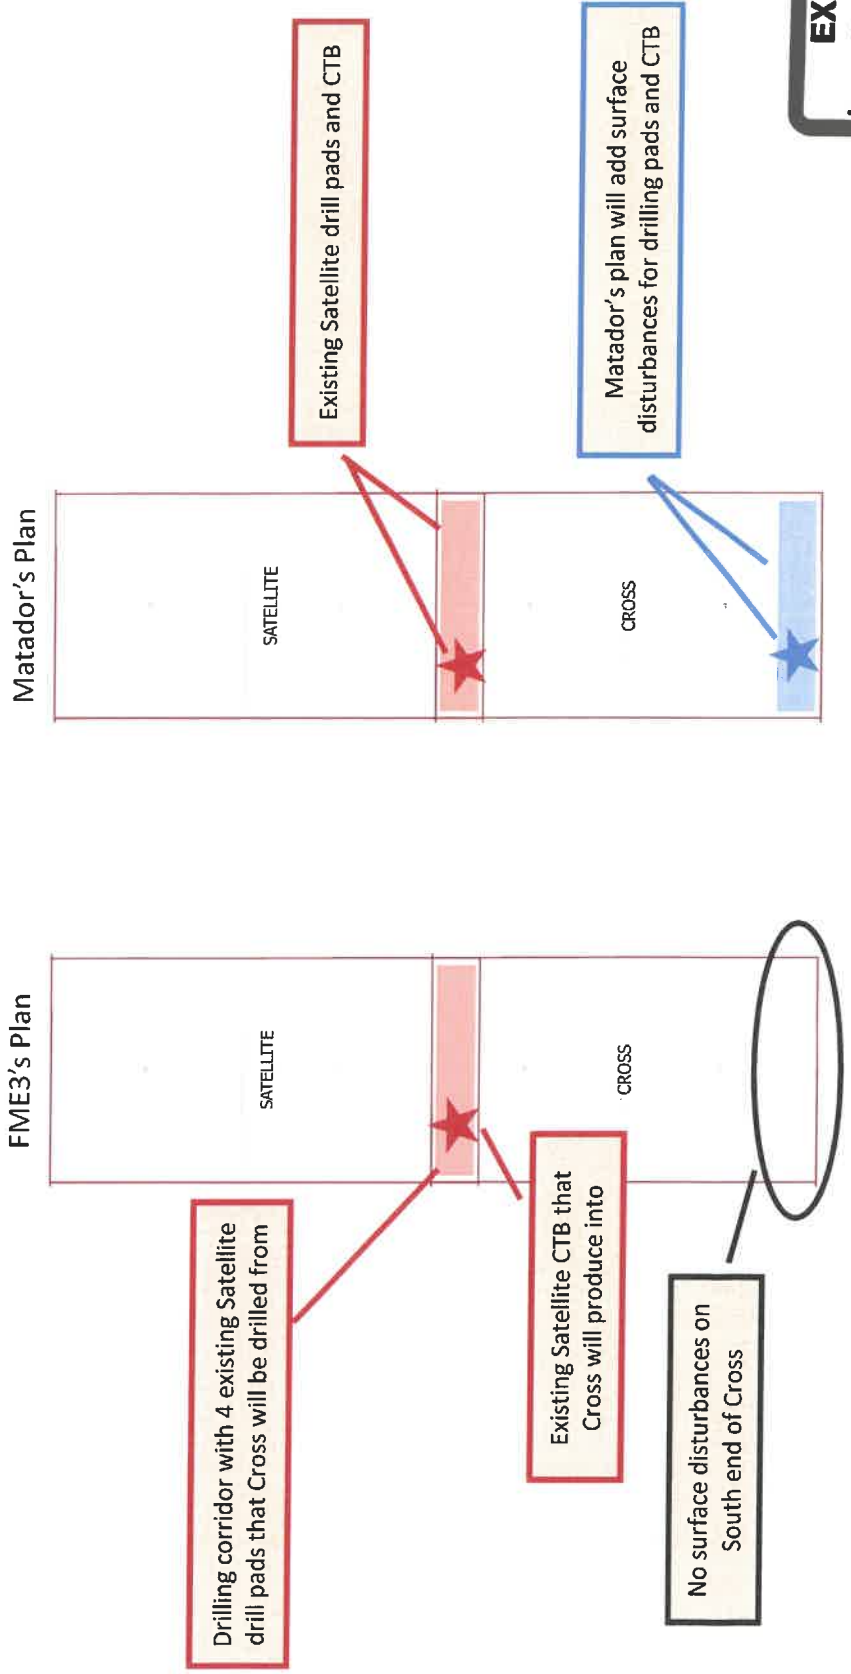 FME3's Plan
Drilling corridor with 4 existing Satellite
drill pads that Cross will be drilled from
SATELLITE
Existing Satellite CTB that
Cross will produce into
CROSS
No surface disturbances on
South end of Cross
Matador's Plan
SATELLITE
Existing Satellite drill pads and CTB
CROSS
Matador's plan will add surface
disturbances for drilling pads and CTB
EX